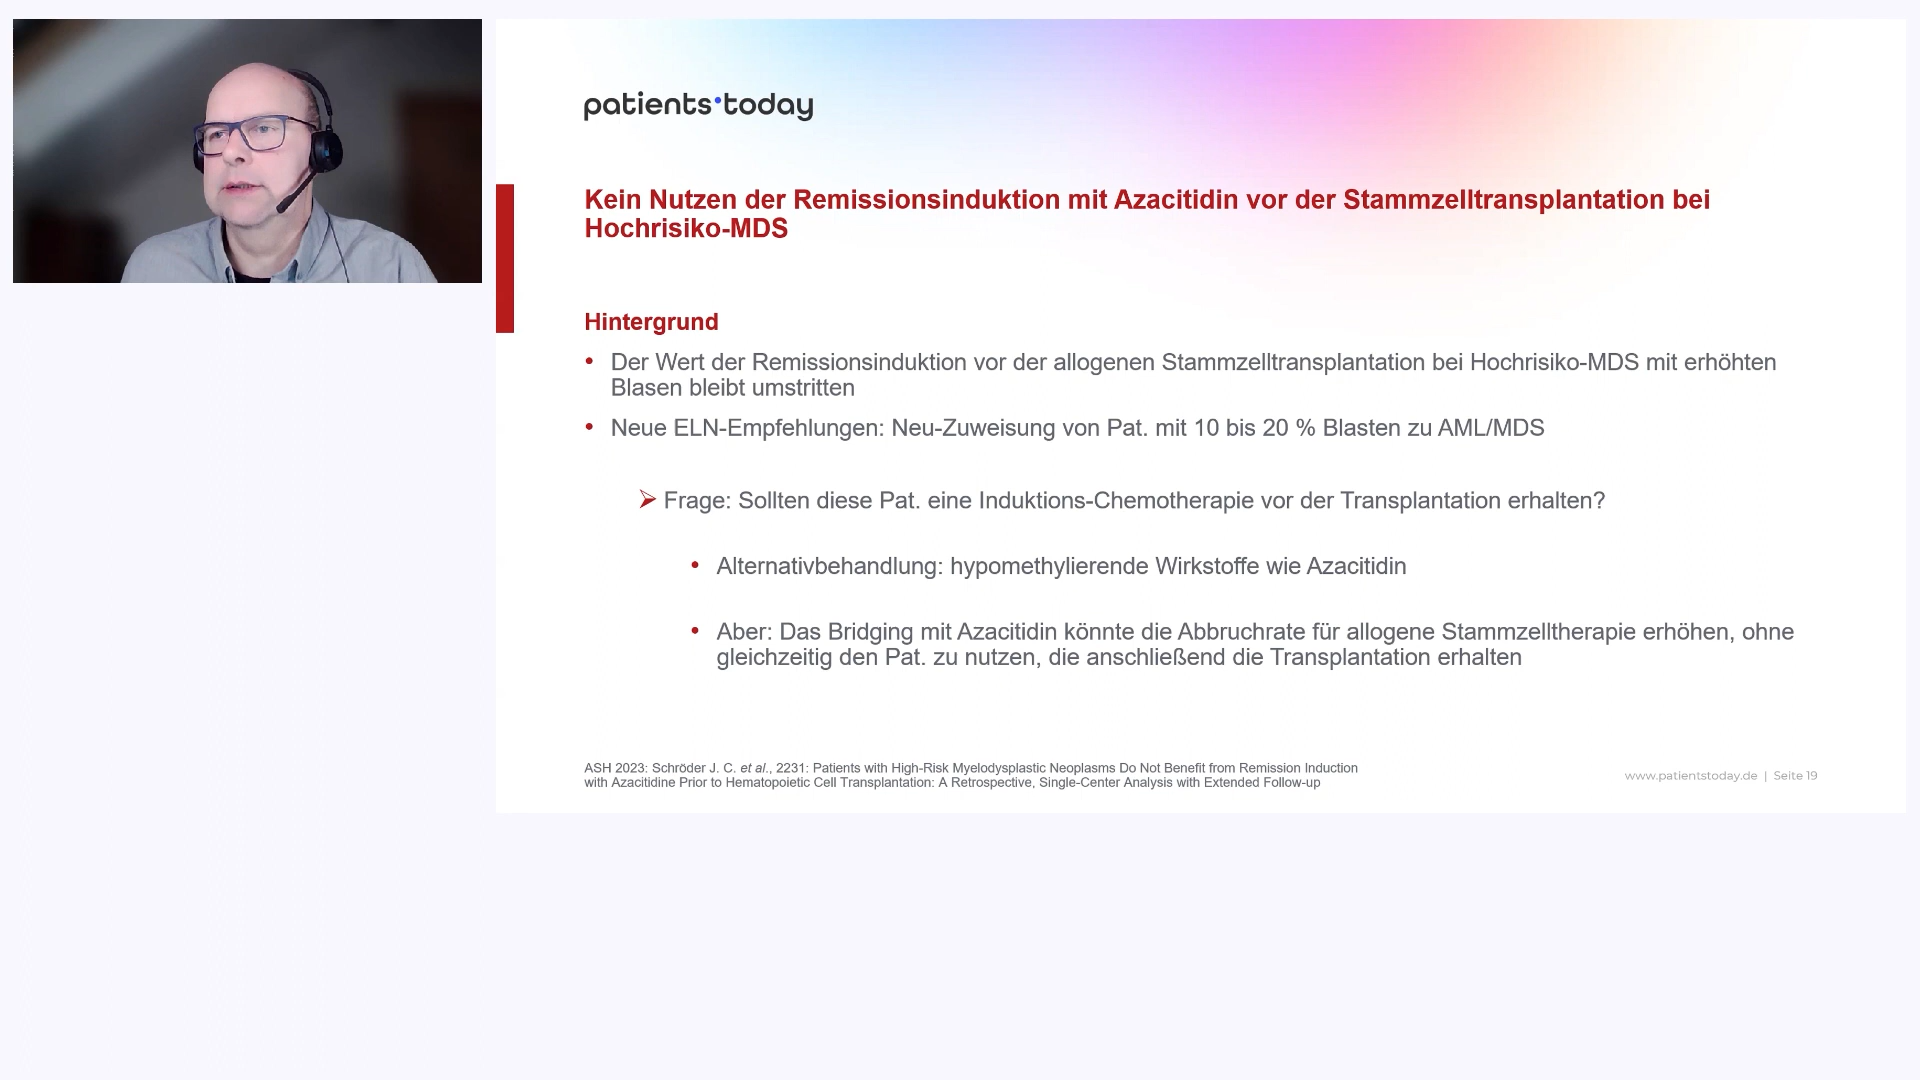 patients•today
Kein Nutzen der Remissionsinduktion mit Azacitidin vor der Stammzelltransplantation bei
Hochrisiko-MDS
Hintergrund
• Der Wert der Remissionsinduktion vor der allogenen Stammzelltransplantation bei Hochrisiko-MDS mit erhöhten
Blasen bleibt umstritten
• Neue ELN-Empfehlungen: Neu-Zuweisung von Pat. mit 10 bis 20 % Blasten zu AML/MDS
➢ Frage: Sollten diese Pat. eine Induktions-Chemotherapie vor der Transplantation erhalten?
• Alternativbehandlung: hypomethylierende Wirkstoffe wie Azacitidin
• Aber: Das Bridging mit Azacitidin könnte die Abbruchrate für allogene Stammzelltherapie erhöhen, ohne
gleichzeitig den Pat. zu nutzen, die anschließend die Transplantation erhalten
ASH 2023: Schröder J. C. et al., 2231: Patients with High-Risk Myelodysplastic Neoplasms Do Not Benefit from Remission Induction
with Azacitidine Prior to Hematopoietic Cell Transplantation: A Retrospective, Single-Center Analysis with Extended Follow-up
www.patientstoday.de | Seite 19